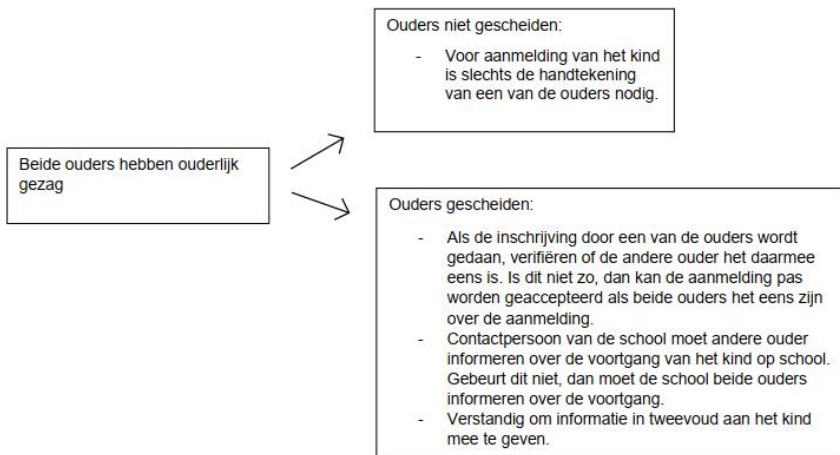 Ouders niet gescheiden:
- Voor aanmelding van het kind
is slechts de handtekening
van een van de ouders nodig.
Beide ouders hebben ouderlijk
gezag
Ouders gescheiden:
- Als de inschrijving door een van de ouders wordt
gedaan, verifiëren of de andere ouder het daarmee
eens is. Is dit niet zo, dan kan de aanmelding pas
worden geaccepteerd als beide ouders het eens zijn
over de aanmelding.
- Contactpersoon van de school moet andere ouder
informeren over de voortgang van het kind op school.
Gebeurt dit niet, dan moet de school beide ouders
informeren over de voortgang.
- Verstandig om informatie in tweevoud aan het kind
mee te geven.